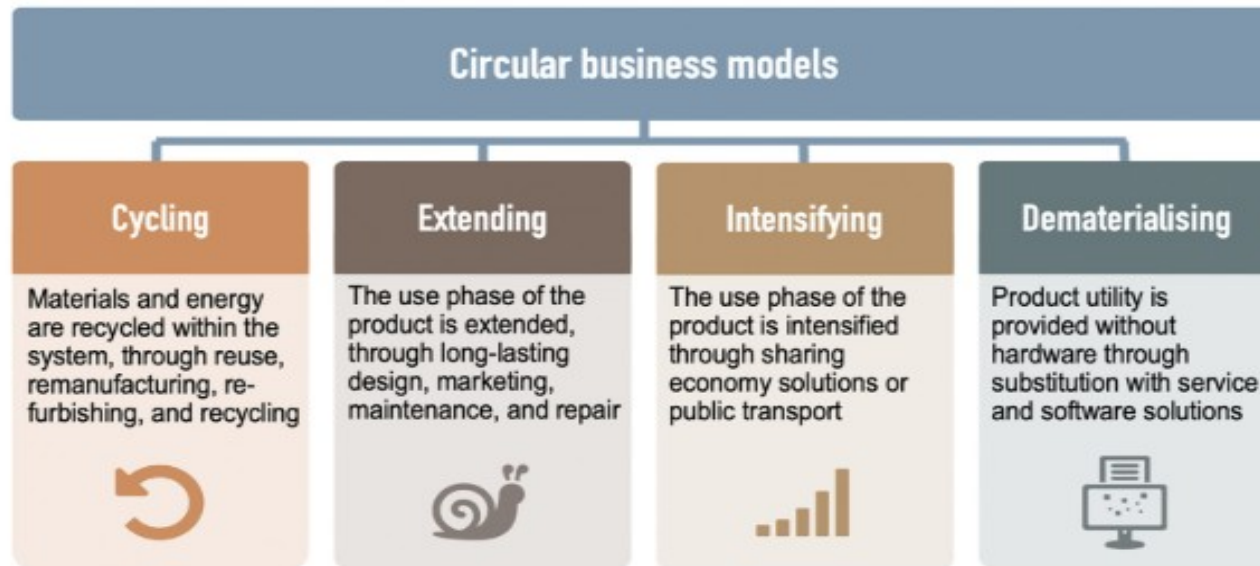 Circular business models
Cycling
Materials and energy
are recycled within the
system, through reuse,
remanufacturing, re-
furbishing, and recycling
Extending
The use phase of the
product is extended,
through long-lasting
design, marketing,
maintenance, and repair
Intensifying
The use phase of the
product is intensified
through sharing
economy solutions or
public transport
Dematerialising
Product utility is
provided without
hardware through
substitution with service
and software solutions